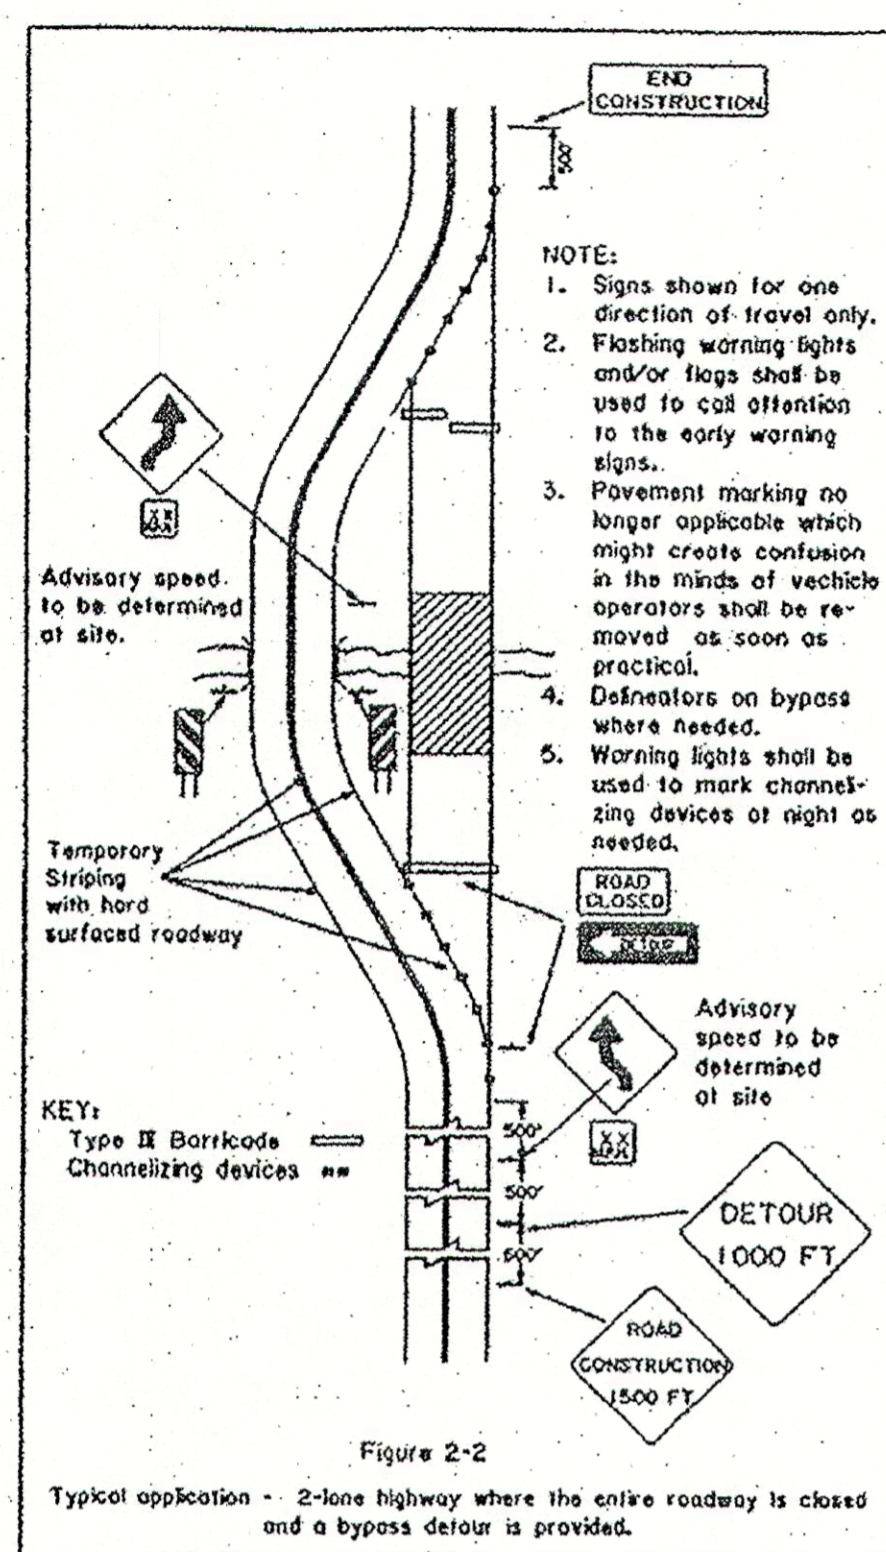 END
CONSTRUCTION
500'
NOTE:
1. Signs shown for one
direction of travel only.
2. Flashing warning lights
and/or flags shall be
used to call attention
to the early warning
signs.
3. Pavement marking no
longer applicable which
might create confusion
in the minds of vechicle
operators shall be re-
moved as soon as
practical.
4. Delineators on bypass
where needed.
5. Warning lights shall be
used to mark channel-
zing devices at night as
needed.
XX
Advisory speed
to be determined
at site.
Temporary
Striping
with hard
surfaced roadway
ROAD
CLOSED
Advisory
speed to be
determined
at site
XX
KEY:
Type III Barricade
Channelizing devices
500'
500'
500'
DETOUR
1000 FT
ROAD
CONSTRUCTION
1500 FT
Figure 2-2
Typical application - 2-lane highway where the entire roadway is closed
and a bypass detour is provided.